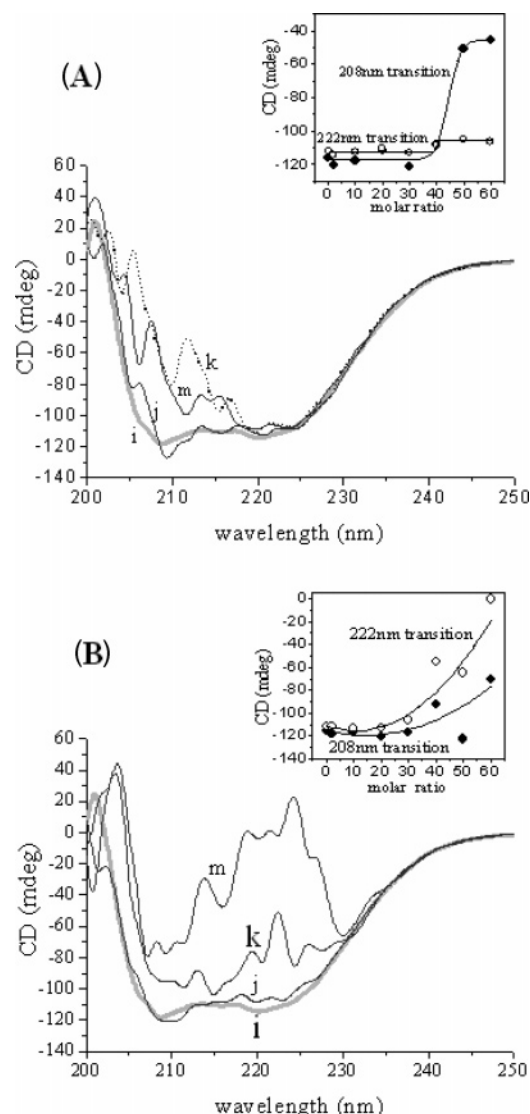 (A)
CD (mdeg)
0
-20
-40
-60
-80
-100
-120
208nm transition
222nm transition
0 10 20 30 40 50 60
molar ratio
CD (mdeg)
60
40
20
0
-20
-40
-60
-80
-100
-120
-140
k
m
j
i
200 210 220 230 240 250
wavelength (nm)
(B)
CD (mdeg)
0
-20
-40
-60
-80
-100
-120
-140
222nm transition
208nm transition
0 10 20 30 40 50 60
molar ratio
CD (mdeg)
60
40
20
0
-20
-40
-60
-80
-100
-120
-140
m
k
j
i
200 210 220 230 240 250
wavelength (nm)